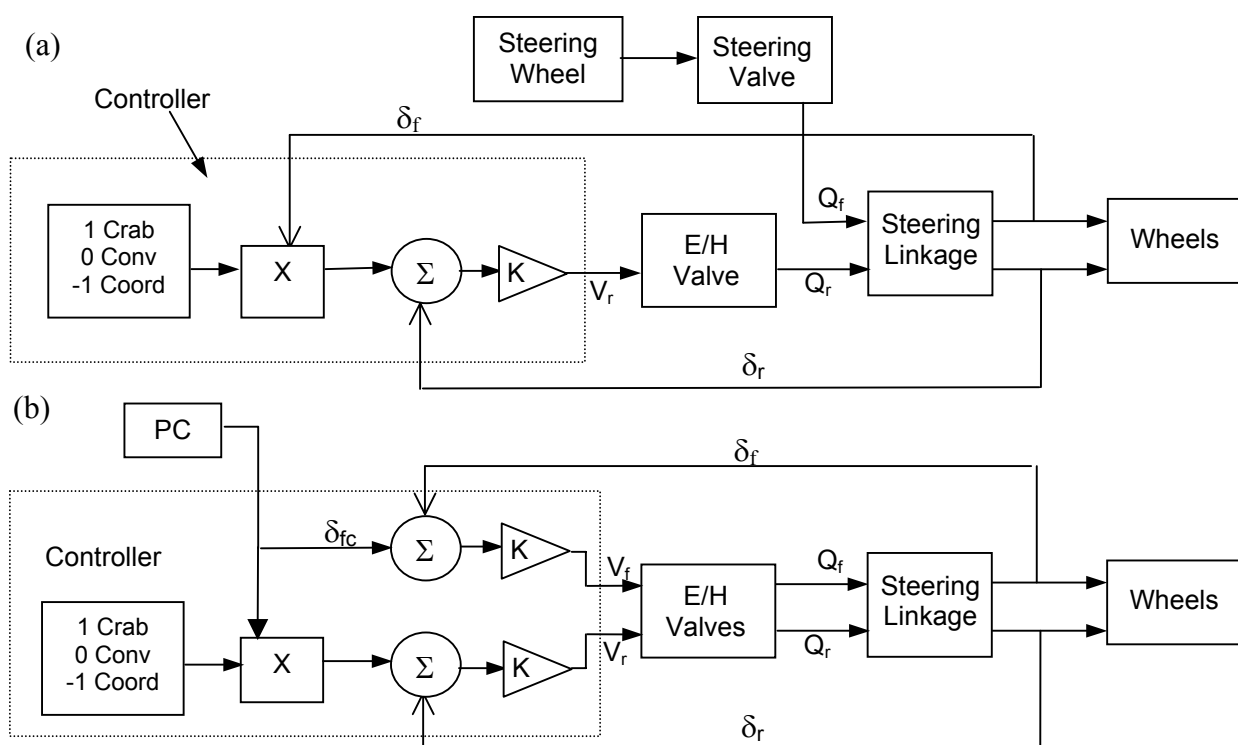 (a)
Steering
Wheel
Steering
Valve
Controller
δf
1 Crab
0 Conv
-1 Coord
X
Σ
K
Vr
E/H
Valve
Qf
Qr
Steering
Linkage
Wheels
δr
(b)
PC
δf
Controller
δfc
Σ
K
Vf
1 Crab
0 Conv
-1 Coord
X
Σ
K
Vr
E/H
Valves
Qf
Qr
Steering
Linkage
Wheels
δr